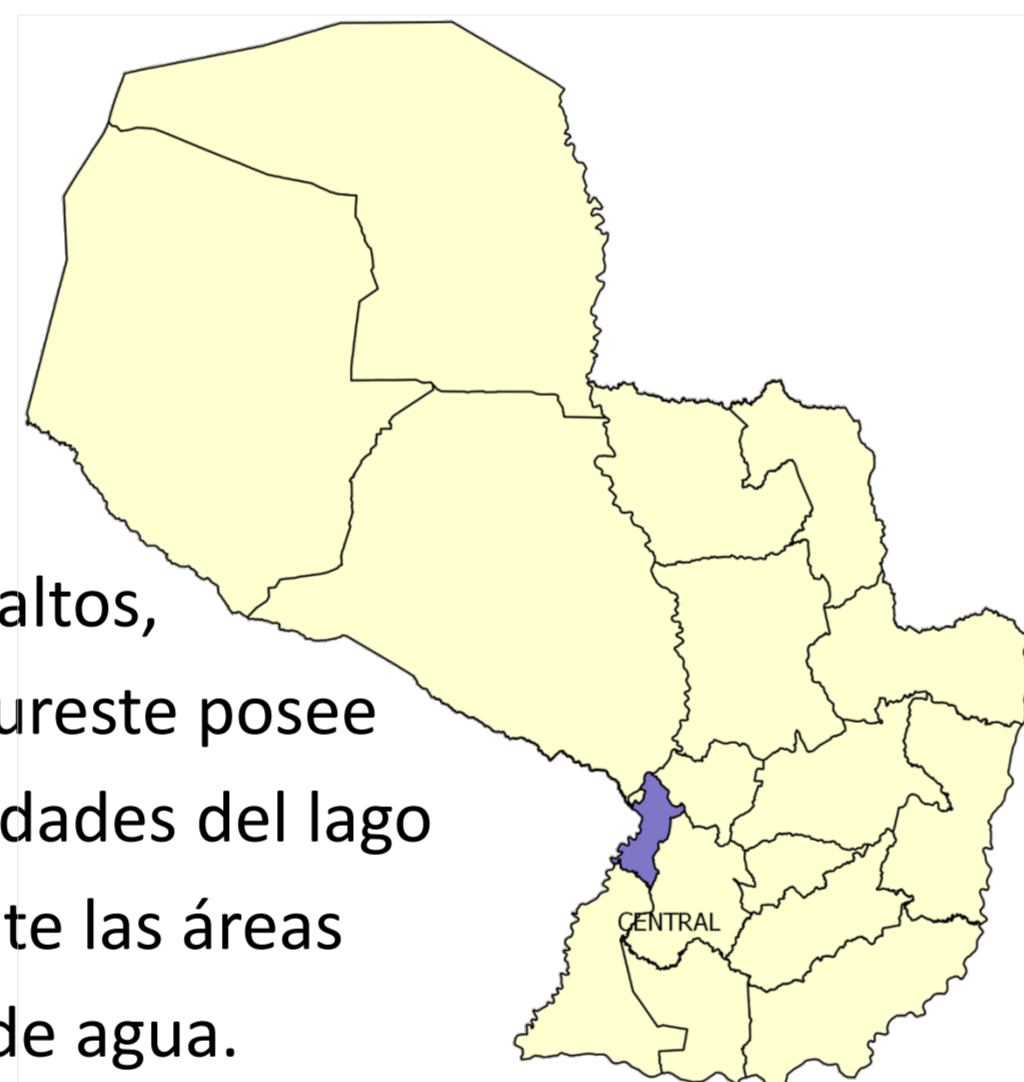 altos,
ureste posee
dades del lago
te las áreas
CENTRAL
de agua.